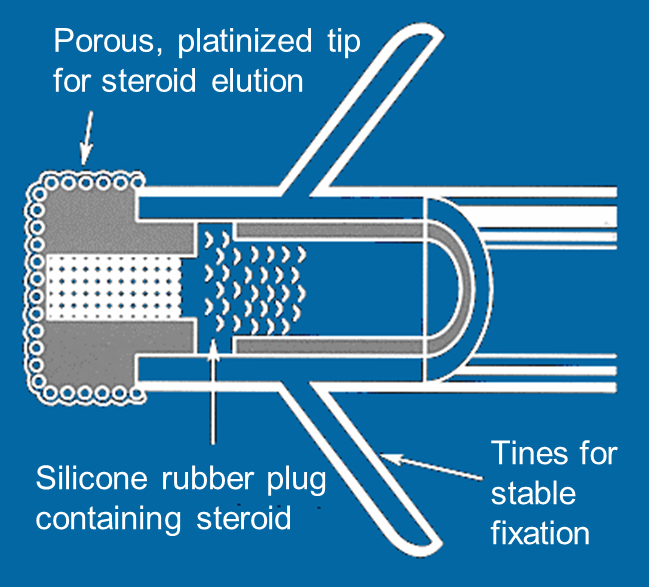 Porous, platinized tip
for steroid elution
Silicone rubber plug
containing steroid
Tines for
stable
fixation